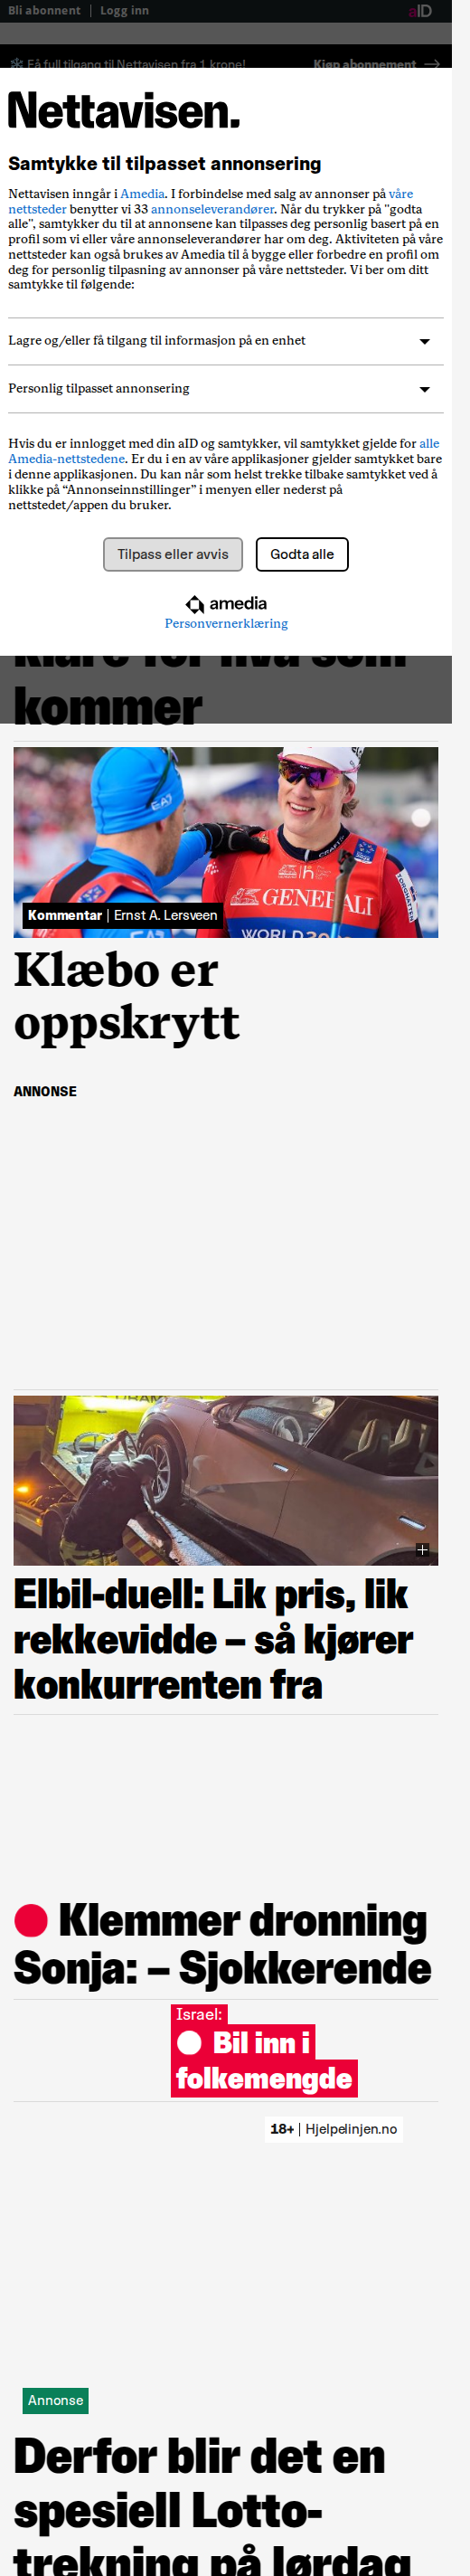 Bli abonnent | Logg inn
aID
Få full tilgang til Nettavisen fra 1 krone!
Kjøp abonnement
Nettavisen.
Samtykke til tilpasset annonsering
Nettavisen inngår i Amedia. I forbindelse med salg av annonser på våre
nettsteder benytter vi 33 annonseleverandører. Når du trykker på "godta
alle", samtykker du til at annonsene kan tilpasses deg personlig basert på en
profil som vi eller våre annonseleverandører har om deg. Aktiviteten på våre
nettsteder kan også brukes av Amedia til å bygge eller forbedre en profil om
deg for personlig tilpasning av annonser på våre nettsteder. Vi ber om ditt
samtykke til følgende:
Lagre og/eller få tilgang til informasjon på en enhet
Personlig tilpasset annonsering
Hvis du er innlogget med din aID og samtykker, vil samtykket gjelde for alle
Amedia-nettstedene. Er du i en av våre applikasjoner gjelder samtykket bare
i denne applikasjonen. Du kan når som helst trekke tilbake samtykket ved å
klikke på “Annonseinnstillinger” i menyen eller nederst på
nettstedet/appen du bruker.
Tilpass eller avvis
Godta alle
amedia
Personvernerklæring
klare for hva som
kommer
EA7
CRAFT
GENERALI
WORLD
Kommentar | Ernst A. Lersveen
Klæbo er
oppskrytt
ANNONSE
Elbil-duell: Lik pris, lik
rekkevidde – så kjører
konkurrenten fra
Klemmer dronning
Sonja: – Sjokkerende
Israel:
Bil inn i
folkemengde
18+ | Hjelpelinjen.no
Annonse
Derfor blir det en
spesiell Lotto-
trekning på lørdag